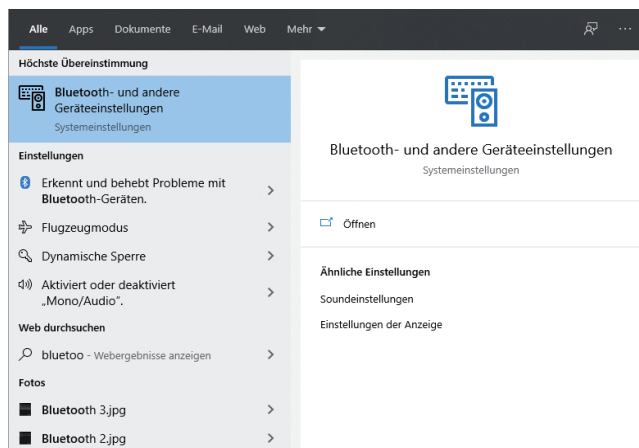 Alle Apps Dokumente E-Mail Web Mehr
Höchste Übereinstimmung
Bluetooth- und andere
Geräteeinstellungen
Systemeinstellungen
Einstellungen
Erkennt und behebt Probleme mit
Bluetooth-Geräten.
Flugzeugmodus
Dynamische Sperre
Aktiviert oder deaktiviert
„Mono/Audio".
Web durchsuchen
bluetoo - Webergebnisse anzeigen
Fotos
Bluetooth 3.jpg
Bluetooth 2.jpg
Bluetooth- und andere Geräteeinstellungen
Systemeinstellungen
Öffnen
Ähnliche Einstellungen
Soundeinstellungen
Einstellungen der Anzeige